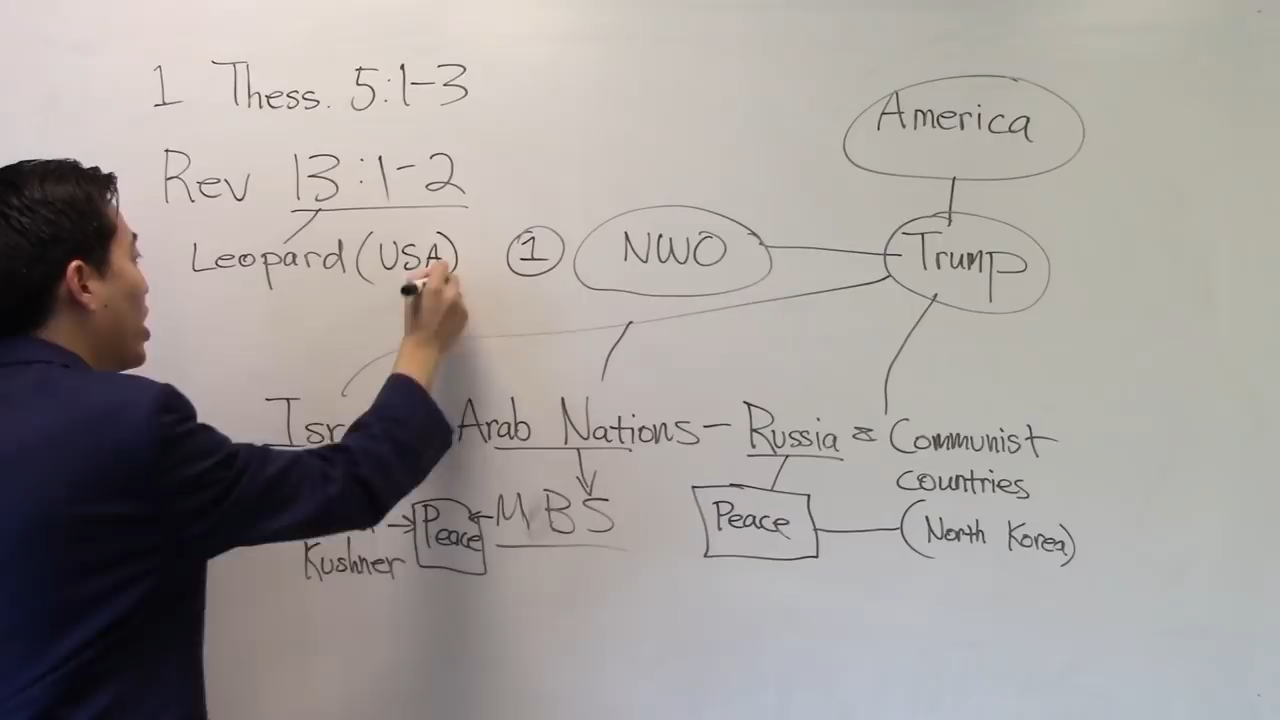 1 Thess. 5:1-3
Rev 13:1-2
Leopard (USA)
1
NWO
America
Trump
Arab Nations - Russia & Communist
countries
(North Korea)
Peace
MBS
Peace
Kushner